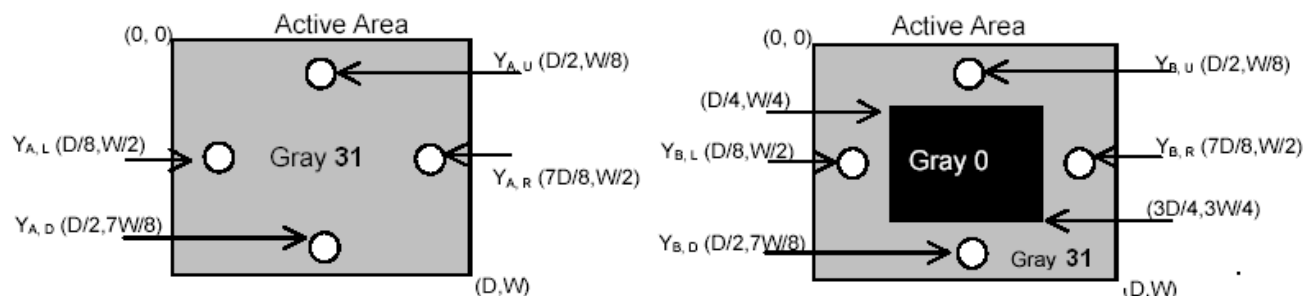 Active Area
(0, 0)
YA, U (D/2,W/8)
YA, L (D/8,W/2)
Gray 31
YA, R (7D/8,W/2)
YA, D (D/2,7W/8)
(D,W)
Active Area
(0, 0)
YB, U (D/2,W/8)
(D/4,W/4)
YB, L (D/8,W/2)
Gray 0
YB, R (7D/8,W/2)
(3D/4,3W/4)
YB, D (D/2,7W/8)
Gray 31
(D,W)